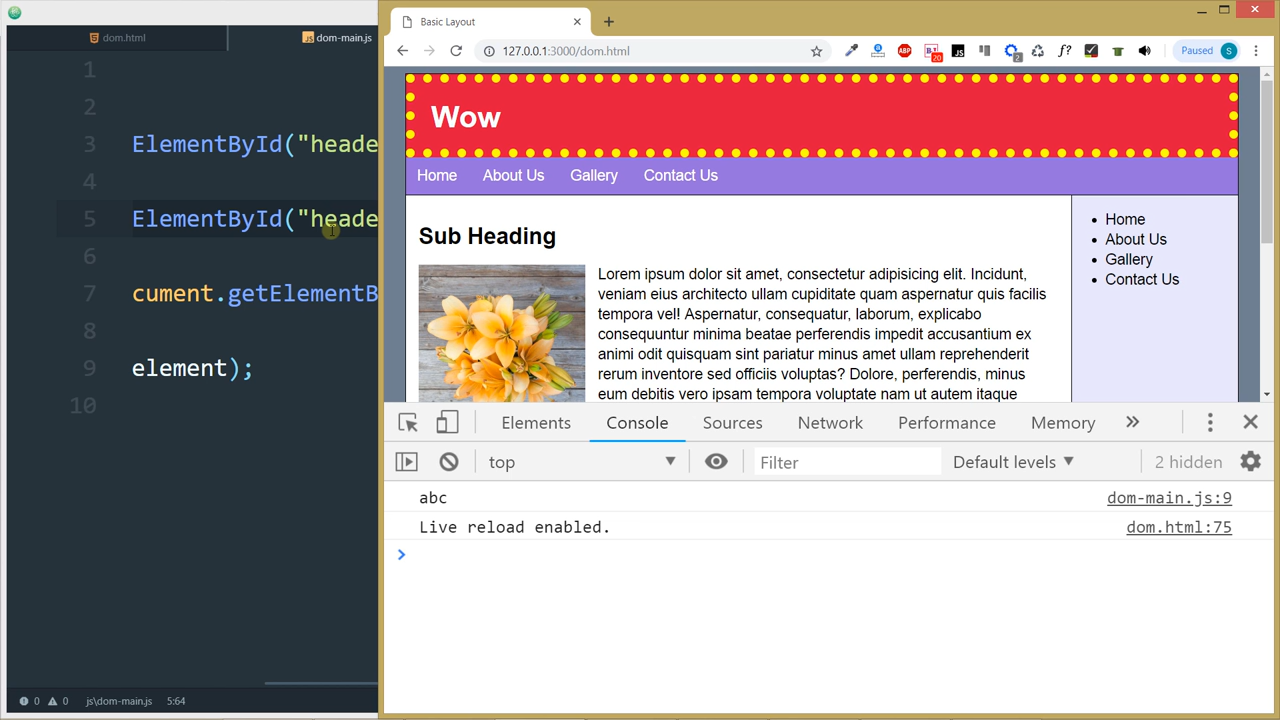 dom.html
dom-main.js
1
2
3 ElementById("heade
4
5 ElementById("heade
6
7 cument.getElementB
8
9 element);
10
0 0 js\dom-main.js 5:64
Basic Layout
127.0.0.1:3000/dom.html
ABP
20
JS
2
f?
Paused S
Wow
Home About Us Gallery Contact Us
Sub Heading
Lorem ipsum dolor sit amet, consectetur adipisicing elit. Incidunt,
veniam eius architecto ullam cupiditate quam aspernatur quis facilis
tempora vel! Aspernatur, consequatur, laborum, explicabo
consequuntur minima beatae perferendis impedit accusantium ex
animi odit quisquam sint pariatur minus amet ullam reprehenderit
rerum inventore sed officiis voluptas? Dolore, perferendis, minus
eum debitis vero ipsam tempora voluptate nam ut autem itaque
Home
About Us
Gallery
Contact Us
Elements Console Sources Network Performance Memory
top Filter Default levels 2 hidden
abc dom-main.js:9
Live reload enabled. dom.html:75